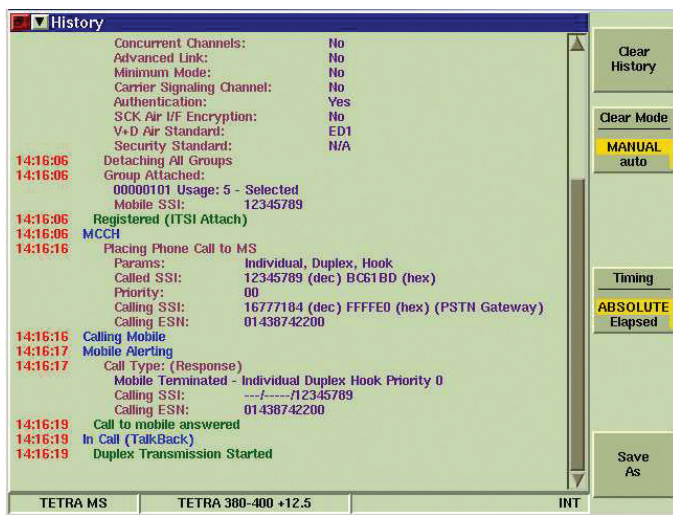 History
Concurrent Channels: No
Advanced Link: No
Minimum Mode: No
Carrier Signaling Channel: No
Authentication: Yes
SCK Air I/F Encryption: No
V+D Air Standard: ED1
Security Standard: N/A
14:16:06 Detaching All Groups
14:16:06 Group Attached:
00000101 Usage: 5 - Selected
Mobile SSI: 12345789
14:16:06 Registered (ITSI Attach)
14:16:06 MCCH
14:16:16 Placing Phone Call to MS
Params: Individual, Duplex, Hook
Called SSI: 12345789 (dec) BC61BD (hex)
Priority: 00
Calling SSI: 16777184 (dec) FFFFE0 (hex) (PSTN Gateway)
Calling ESN: 01438742200
14:16:16 Calling Mobile
14:16:17 Mobile Alerting
14:16:17 Call Type: (Response)
Mobile Terminated - Individual Duplex Hook Priority 0
Calling SSI: ---/-----/12345789
Calling ESN: 01438742200
14:16:19 Call to mobile answered
14:16:19 In Call (TalkBack)
14:16:19 Duplex Transmission Started
TETRA MS TETRA 380-400 +12.5 INT
Clear
History
Clear Mode
MANUAL
auto
Timing
ABSOLUTE
Elapsed
Save
As